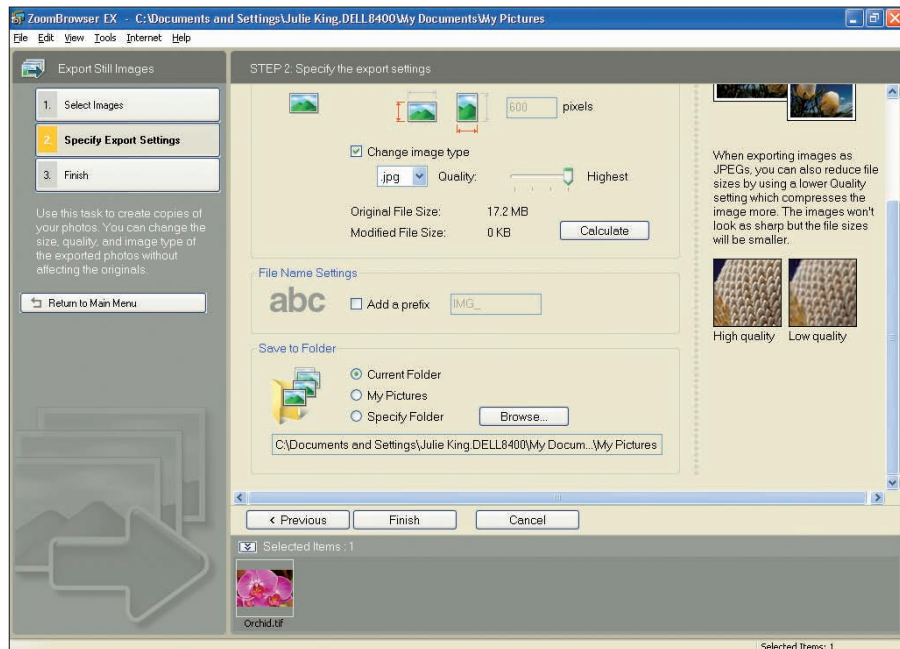 ZoomBrowser EX - C:\Documents and Settings\Julie King.DELL8400\My Documents\My Pictures
File Edit View Tools Internet Help
Export Still Images
1. Select Images
2. Specify Export Settings
3. Finish
Use this task to create copies of
your photos. You can change the
size, quality, and image type of
the exported photos without
affecting the originals.
Return to Main Menu
STEP 2: Specify the export settings
600 pixels
Change image type
.jpg Quality: Highest
Original File Size: 17.2 MB
Modified File Size: 0 KB Calculate
File Name Settings
abc Add a prefix IMG_
Save to Folder
Current Folder
My Pictures
Specify Folder Browse...
C:\Documents and Settings\Julie King.DELL8400\My Docum...\My Pictures
When exporting images as
JPEGs, you can also reduce file
sizes by using a lower Quality
setting which compresses the
image more. The images won't
look as sharp but the file sizes
will be smaller.
High quality Low quality
< Previous Finish Cancel
Selected Items : 1
Orchid.tif
Selected Items: 1